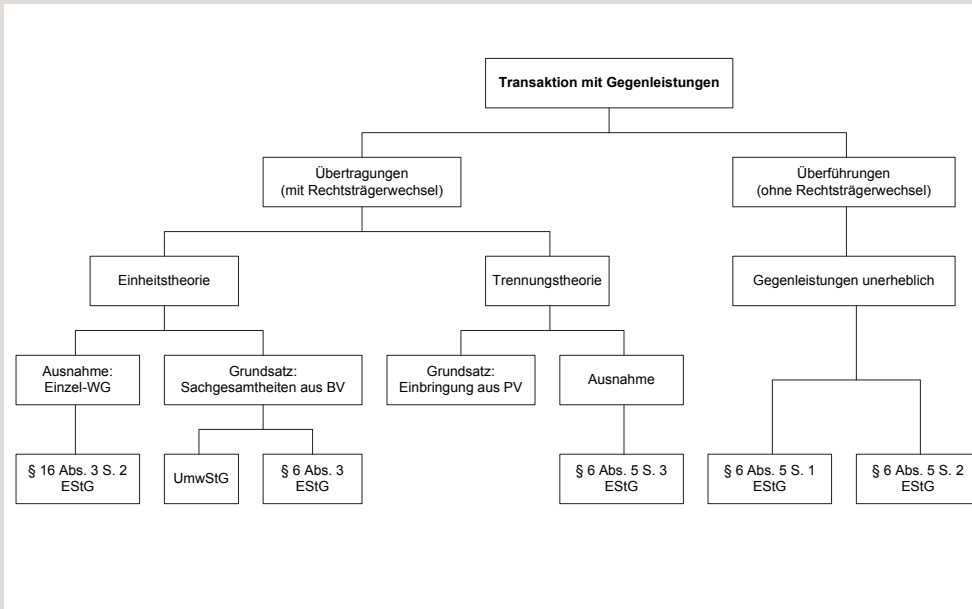 Transaktion mit Gegenleistungen
Übertragungen
(mit Rechtsträgerwechsel)
Überführungen
(ohne Rechtsträgerwechsel)
Einheitstheorie
Trennungstheorie
Gegenleistungen unerheblich
Ausnahme:
Einzel-WG
Grundsatz:
Sachgesamtheiten aus BV
Grundsatz:
Einbringung aus PV
Ausnahme
§ 16 Abs. 3 S. 2
EStG
UmwStG
§ 6 Abs. 3
EStG
§ 6 Abs. 5 S. 3
EStG
§ 6 Abs. 5 S. 1
EStG
§ 6 Abs. 5 S. 2
EStG